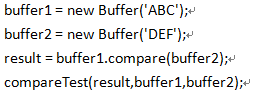 buffer1 = new Buffer('ABC');
buffer2 = new Buffer('DEF');
result = buffer1.compare(buffer2);
compareTest(result,buffer1,buffer2);